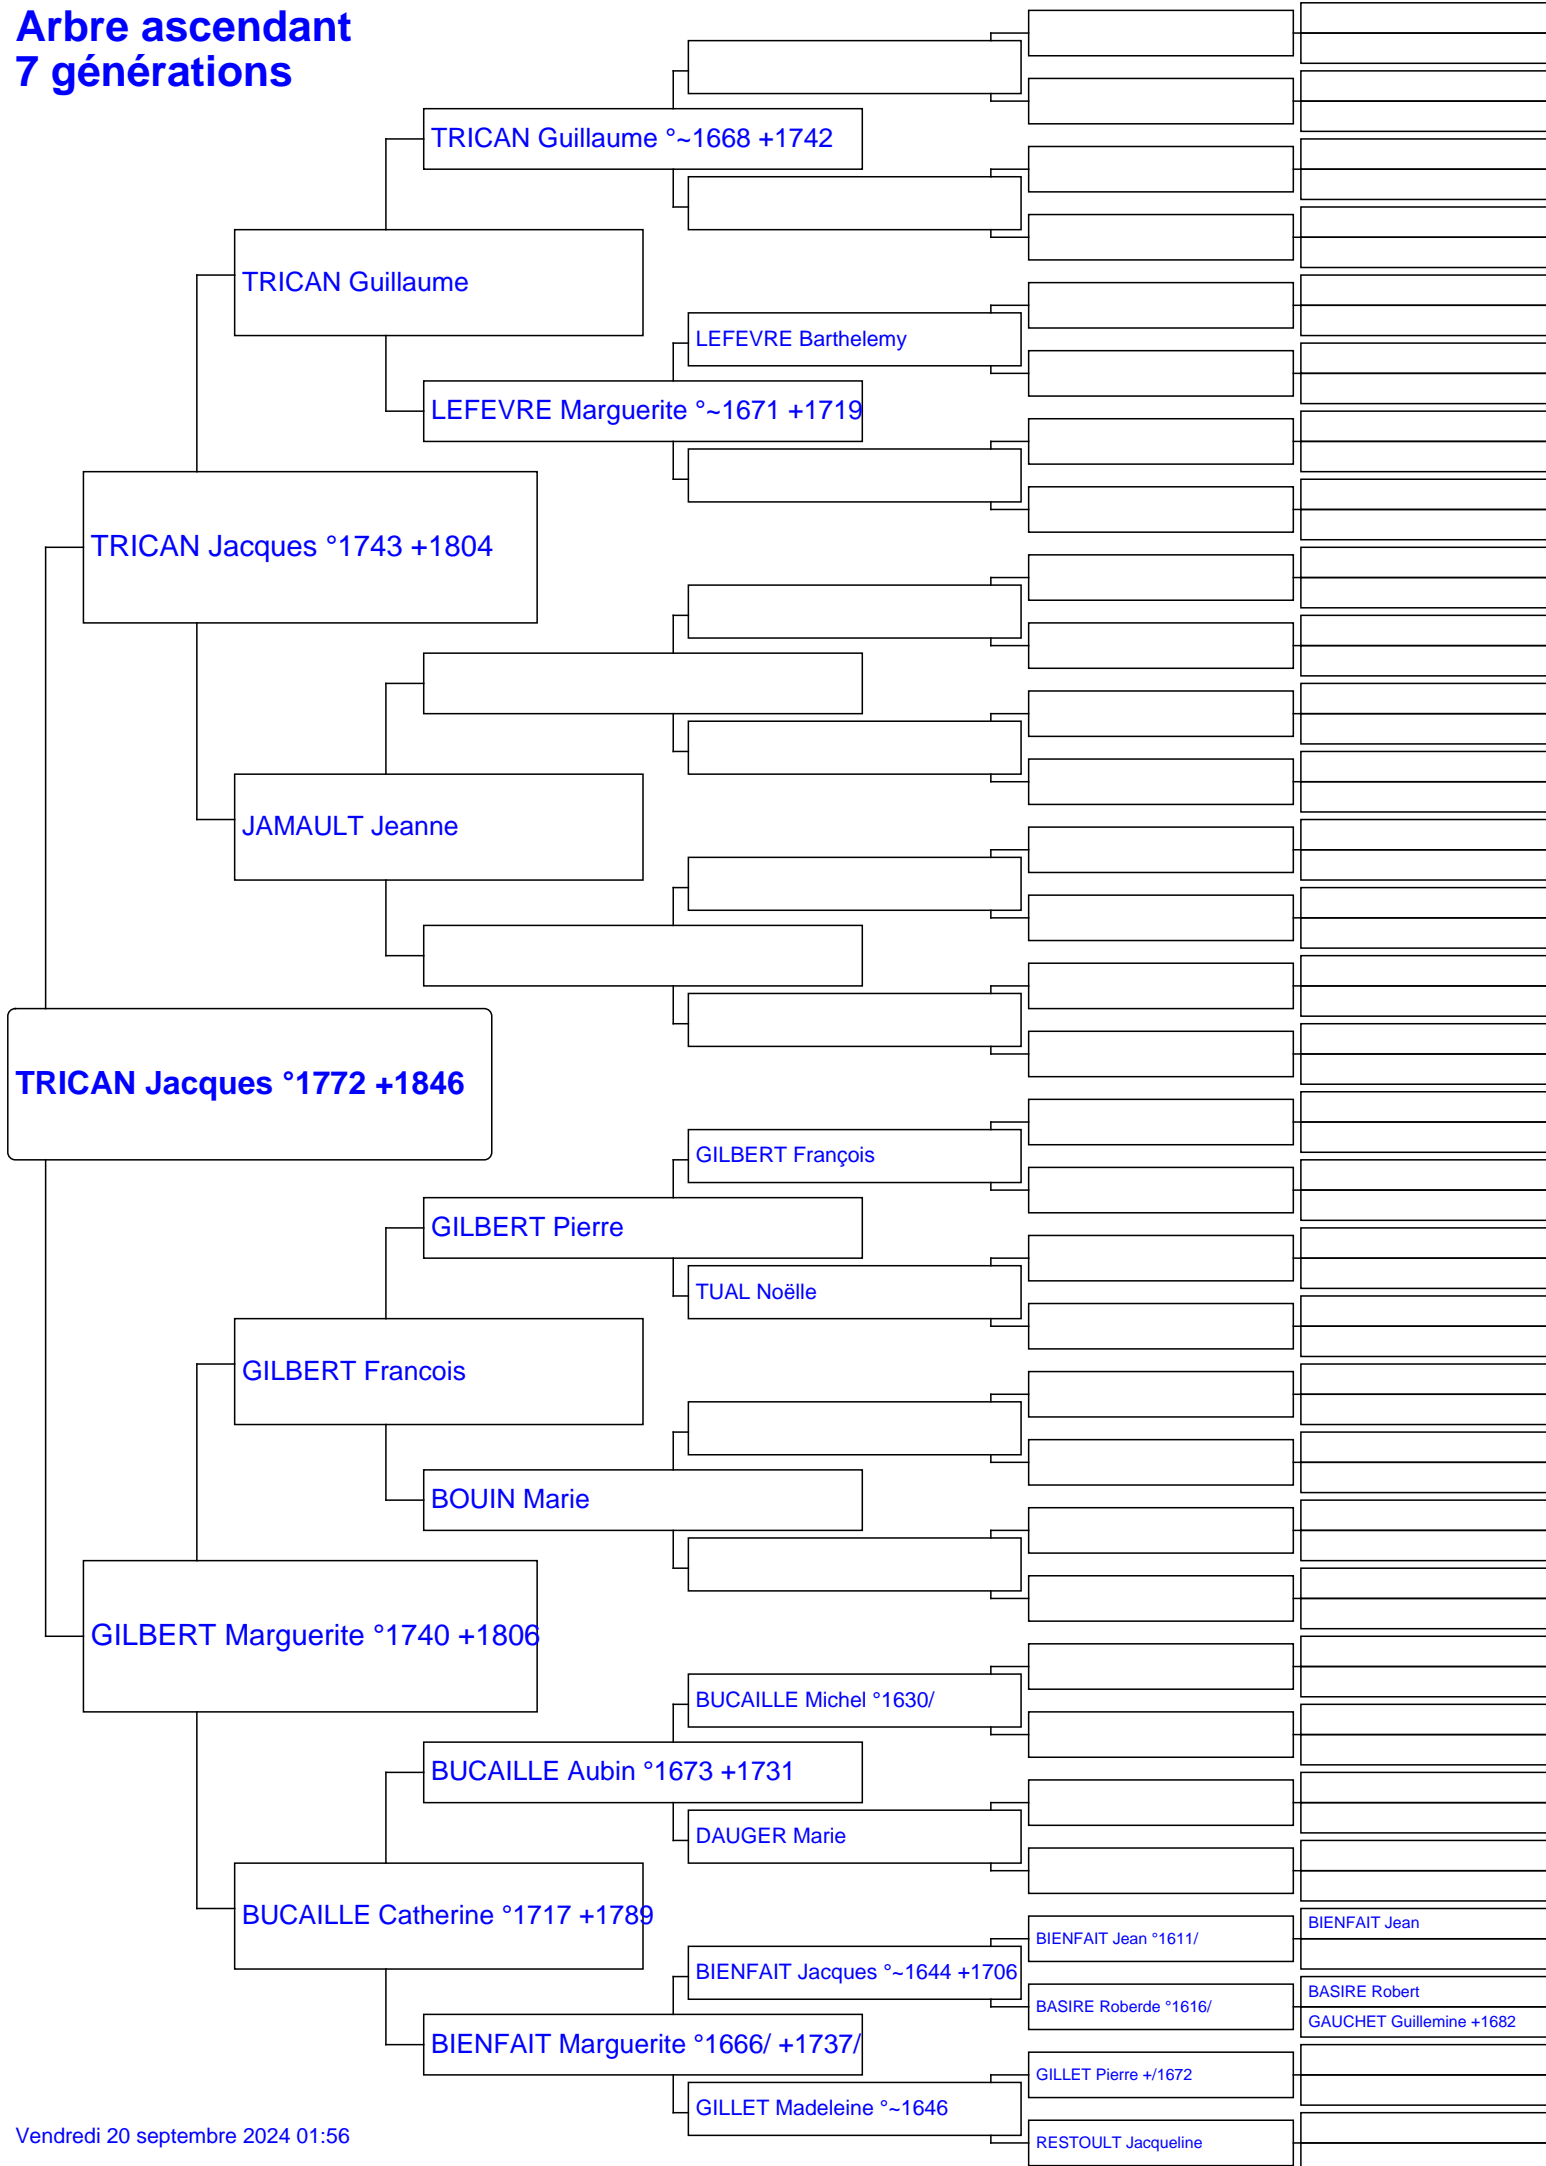 Arbre ascendant
7 générations
TRICAN Guillaume °~1668 +1742
TRICAN Guillaume
LEFEVRE Barthelemy
LEFEVRE Marguerite °~1671 +1719
TRICAN Jacques °1743 +1804
JAMAULT Jeanne
TRICAN Jacques °1772 +1846
GILBERT François
GILBERT Pierre
TUAL Noëlle
GILBERT Francois
BOUIN Marie
GILBERT Marguerite °1740 +1806
BUCAILLE Michel °1630/
BUCAILLE Aubin °1673 +1731
DAUGER Marie
BUCAILLE Catherine °1717 +1789
BIENFAIT Jean
BIENFAIT Jean °1611/
BIENFAIT Jacques °~1644 +1706
BASIRE Robert
BASIRE Roberde °1616/
GAUCHET Guillemine +1682
BIENFAIT Marguerite °1666/ +1737/
GILLET Pierre +/1672
GILLET Madeleine °~1646
RESTOULT Jacqueline
Vendredi 20 septembre 2024 01:56